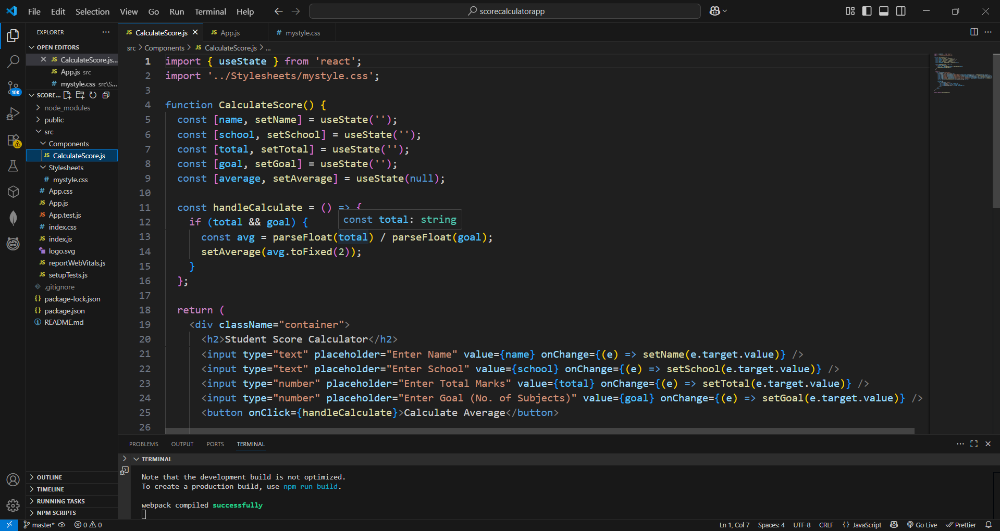 File Edit Selection View Go Run Terminal Help
scorecalculatorapp
EXPLORER
OPEN EDITORS
JS CalculateScore.js...
JS App.js src
# mystyle.css src\S...
SCORE...
node_modules
public
src
Components
JS CalculateScore.js
Stylesheets
# mystyle.css
# App.css
JS App.js
JS App.test.js
# index.css
JS index.js
logo.svg
JS reportWebVitals.js
JS setupTests.js
.gitignore
{} package-lock.json
{} package.json
README.md
OUTLINE
TIMELINE
RUNNING TASKS
NPM SCRIPTS
10K
JS CalculateScore.js
JS App.js
# mystyle.css
src > Components > JS CalculateScore.js > ...
1 import { useState } from 'react';
2 import '../Stylesheets/mystyle.css';
3
4 function CalculateScore() {
5 const [name, setName] = useState('');
6 const [school, setSchool] = useState('');
7 const [total, setTotal] = useState('');
8 const [goal, setGoal] = useState('');
9 const [average, setAverage] = useState(null);
10
11 const handleCalculate = () => {
const total: string
12 if (total && goal) {
13 const avg = parseFloat(total) / parseFloat(goal);
14 setAverage(avg.toFixed(2));
15 }
16 };
17
18 return (
19 <div className="container">
20 <h2>Student Score Calculator</h2>
21 <input type="text" placeholder="Enter Name" value={name} onChange={(e) => setName(e.target.value)} />
22 <input type="text" placeholder="Enter School" value={school} onChange={(e) => setSchool(e.target.value)} />
23 <input type="number" placeholder="Enter Total Marks" value={total} onChange={(e) => setTotal(e.target.value)} />
24 <input type="number" placeholder="Enter Goal (No. of Subjects)" value={goal} onChange={(e) => setGoal(e.target.value)} />
25 <button onClick={handleCalculate}>Calculate Average</button>
26
PROBLEMS OUTPUT PORTS TERMINAL
TERMINAL
Note that the development build is not optimized.
To create a production build, use npm run build.
webpack compiled successfully
master* 0 0
Ln 1, Col 7 Spaces: 4 UTF-8 CRLF {} JavaScript Go Live Prettier